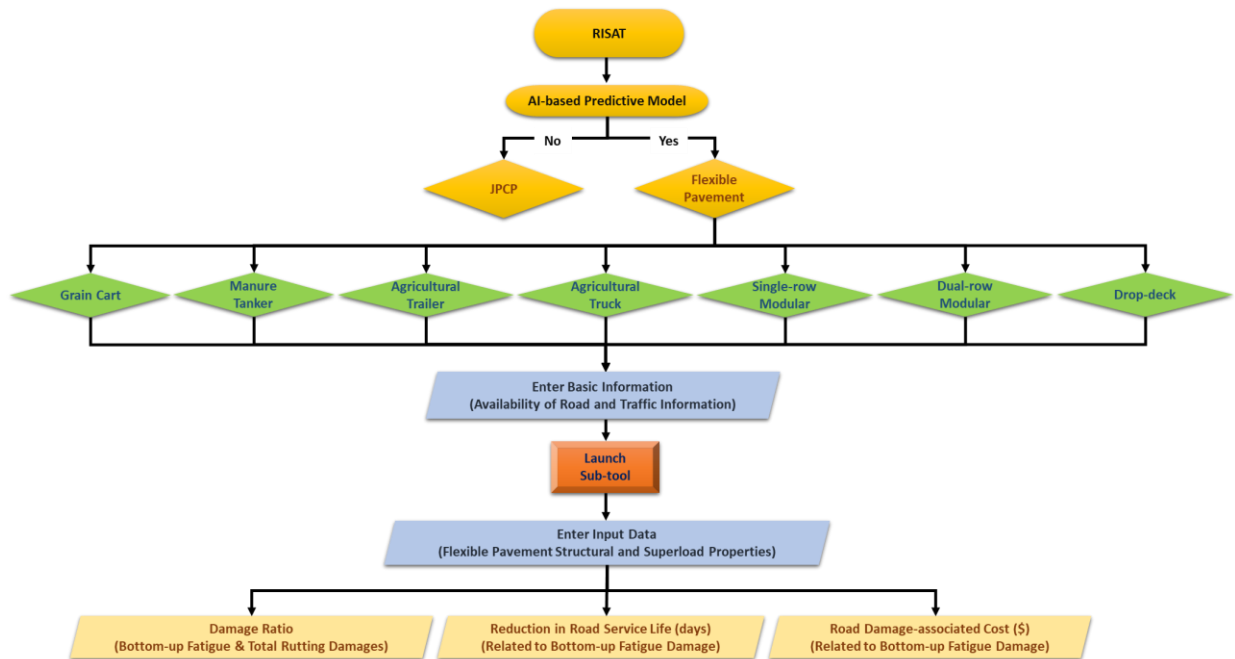 RISAT
AI-based Predictive Model
No
Yes
JPCP
Flexible
Pavement
Grain Cart
Manure
Tanker
Agricultural
Trailer
Agricultural
Truck
Single-row
Modular
Dual-row
Modular
Drop-deck
Enter Basic Information
(Availability of Road and Traffic Information)
Launch
Sub-tool
Enter Input Data
(Flexible Pavement Structural and Superload Properties)
Damage Ratio
(Bottom-up Fatigue & Total Rutting Damages)
Reduction in Road Service Life (days)
(Related to Bottom-up Fatigue Damage)
Road Damage-associated Cost ($)
(Related to Bottom-up Fatigue Damage)